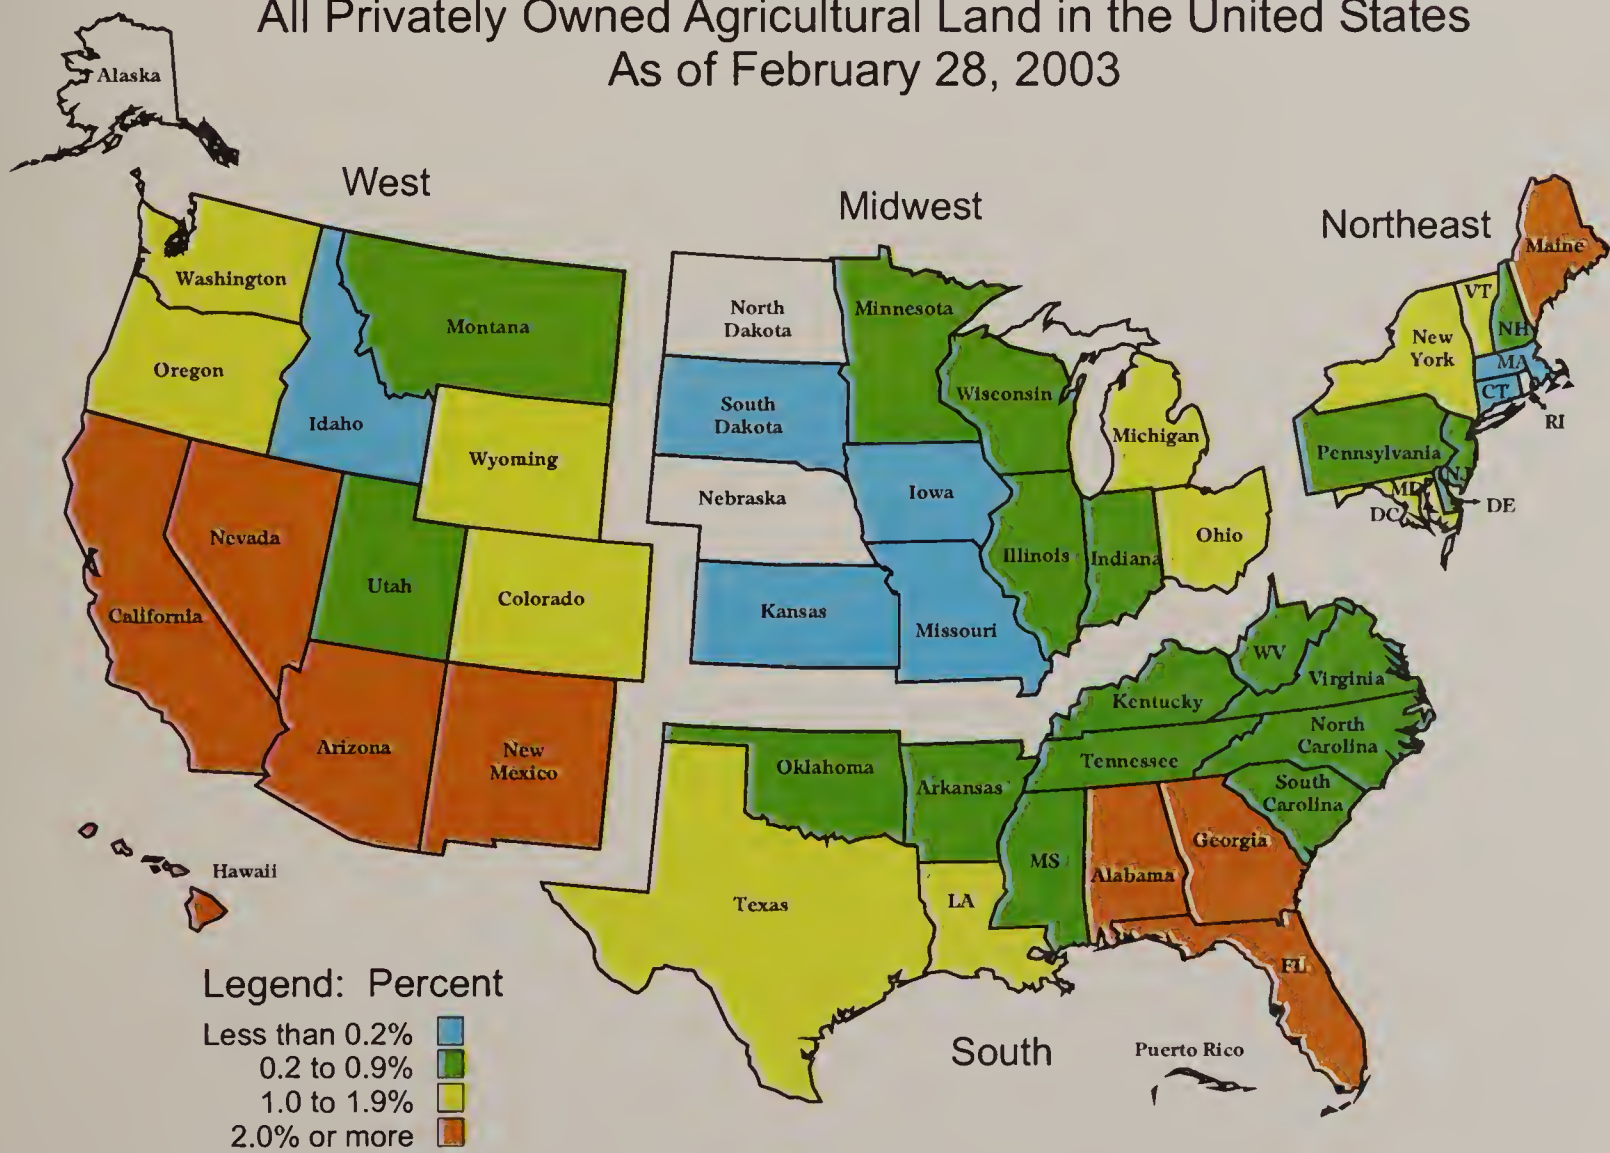 All Privately Owned Agricultural Land in the United States
As of February 28, 2003
Alaska
West
Midwest
Northeast
Washington
Oregon
Idaho
Montana
Wyoming
Nevada
Utah
Colorado
California
Arizona
New
Mexico
Hawaii
North
Dakota
South
Dakota
Nebraska
Kansas
Minnesota
Iowa
Missouri
Wisconsin
Illinois
Michigan
Indiana
Ohio
Maine
VT
NH
New
York
MA
CT
RI
Pennsylvania
NJ
MD
DE
DC
WV
Virginia
Kentucky
North
Carolina
Tennessee
South
Carolina
Oklahoma
Arkansas
MS
Alabama
Georgia
Texas
LA
FL
South
Puerto Rico
Legend: Percent
Less than 0.2%
0.2 to 0.9%
1.0 to 1.9%
2.0% or more